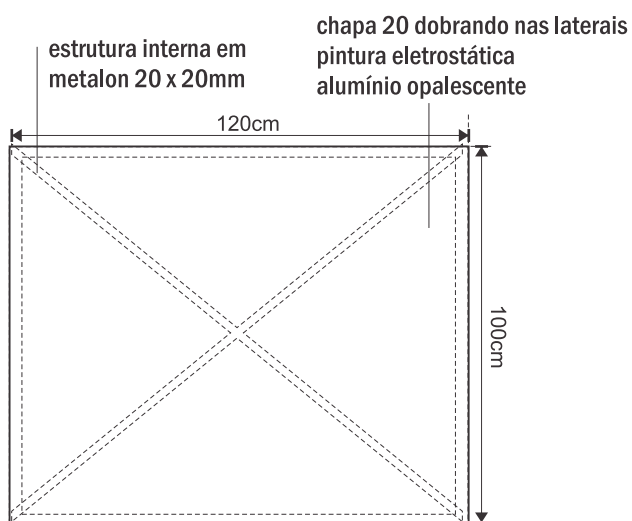 chapa 20 dobrando nas laterais
pintura eletrostática
alumínio opalescente
estrutura interna em
metalon 20 x 20mm
120cm
100cm